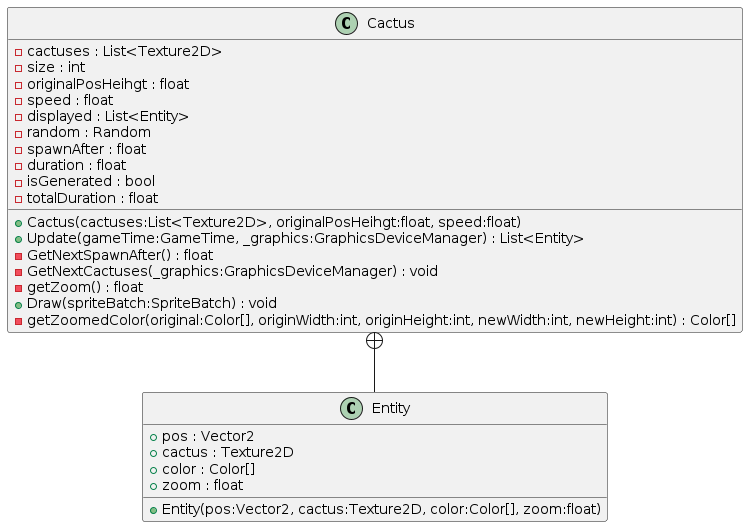 C Cactus
cactuses : List<Texture2D>
size : int
originalPosHeihgt : float
speed : float
displayed : List<Entity>
random : Random
spawnAfter : float
duration : float
isGenerated : bool
totalDuration : float
Cactus(cactuses:List<Texture2D>, originalPosHeihgt:float, speed:float)
Update(gameTime:GameTime, _graphics:GraphicsDeviceManager) : List<Entity>
GetNextSpawnAfter() : float
GetNextCactuses(_graphics:GraphicsDeviceManager) : void
getZoom() : float
Draw(spriteBatch:SpriteBatch) : void
getZoomedColor(original:Color[], originWidth:int, originHeight:int, newWidth:int, newHeight:int) : Color[]
C Entity
pos : Vector2
cactus : Texture2D
color : Color[]
zoom : float
Entity(pos:Vector2, cactus:Texture2D, color:Color[], zoom:float)